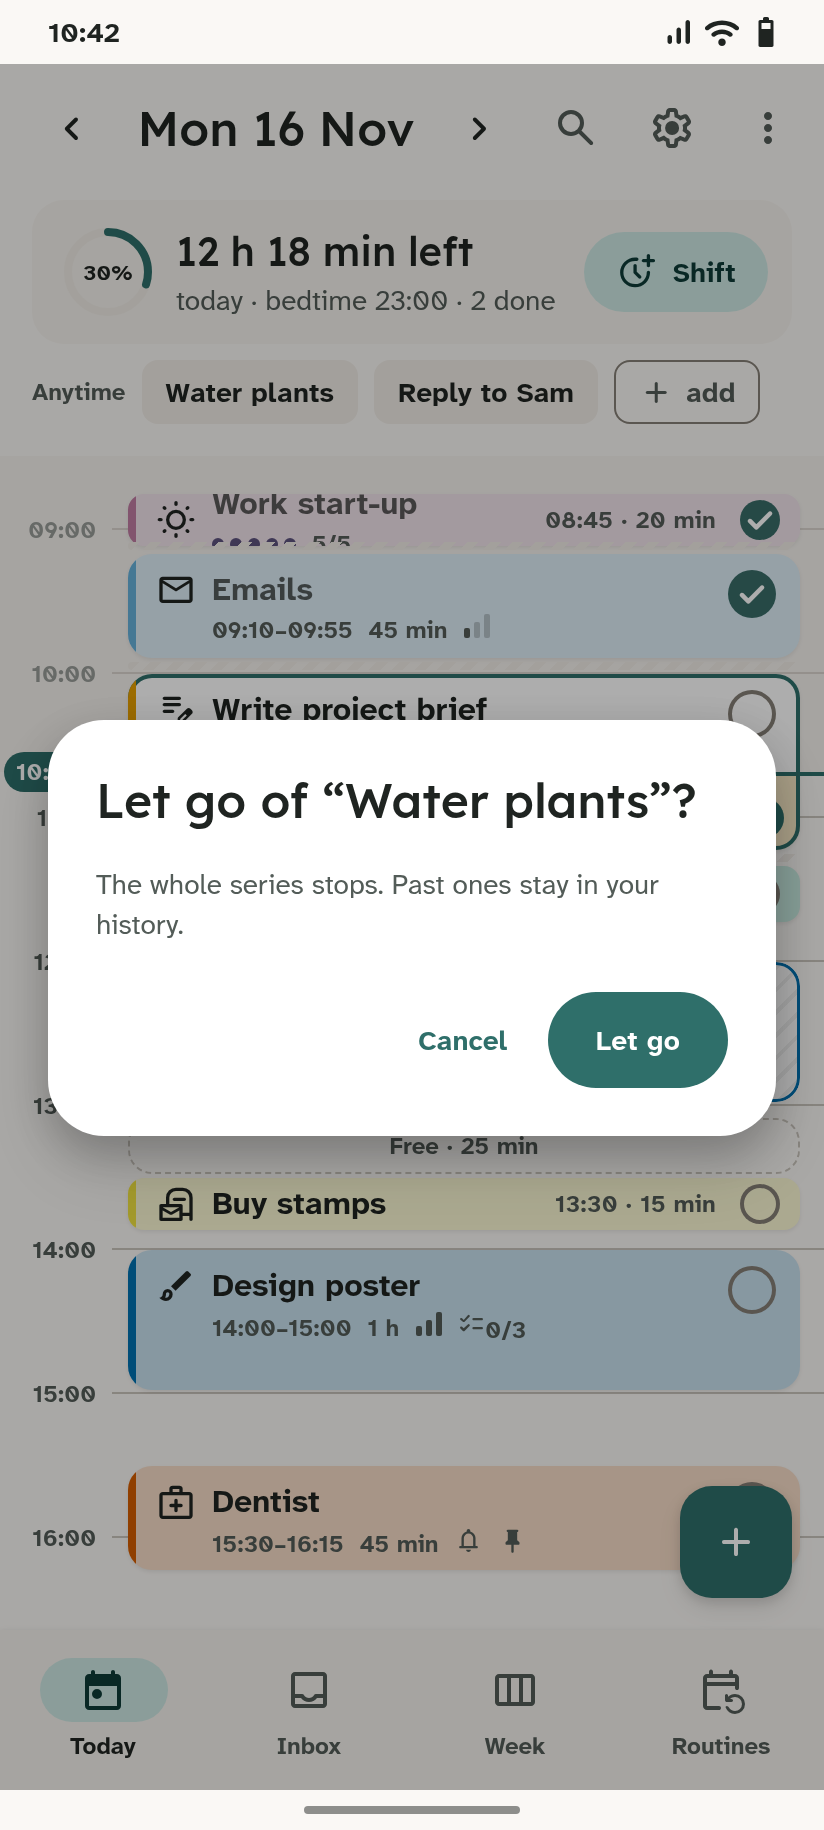 10:42
Mon 16 Nov
30%
12 h 18 min left
today · bedtime 23:00 · 2 done
Shift
Anytime
Water plants
Reply to Sam
add
09:00
Work start-up
5/5
08:45 · 20 min
Emails
09:10–09:55 45 min
10:00
Write project brief
Let go of “Water plants”?
The whole series stops. Past ones stay in your
history.
Cancel
Let go
Free · 25 min
Buy stamps
13:30 · 15 min
14:00
Design poster
14:00–15:00 1 h
0/3
15:00
Dentist
15:30–16:15 45 min
16:00
Today
Inbox
Week
Routines